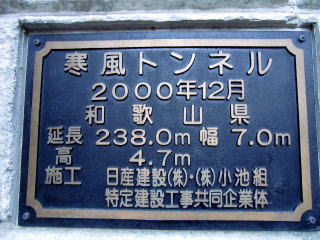 寒風トンネル
2000年12月
和歌山県
延長 238.0m 幅 7.0m
高 4.7m
施工 日産建設(株)・(株)小池組
特定建設工事共同企業体